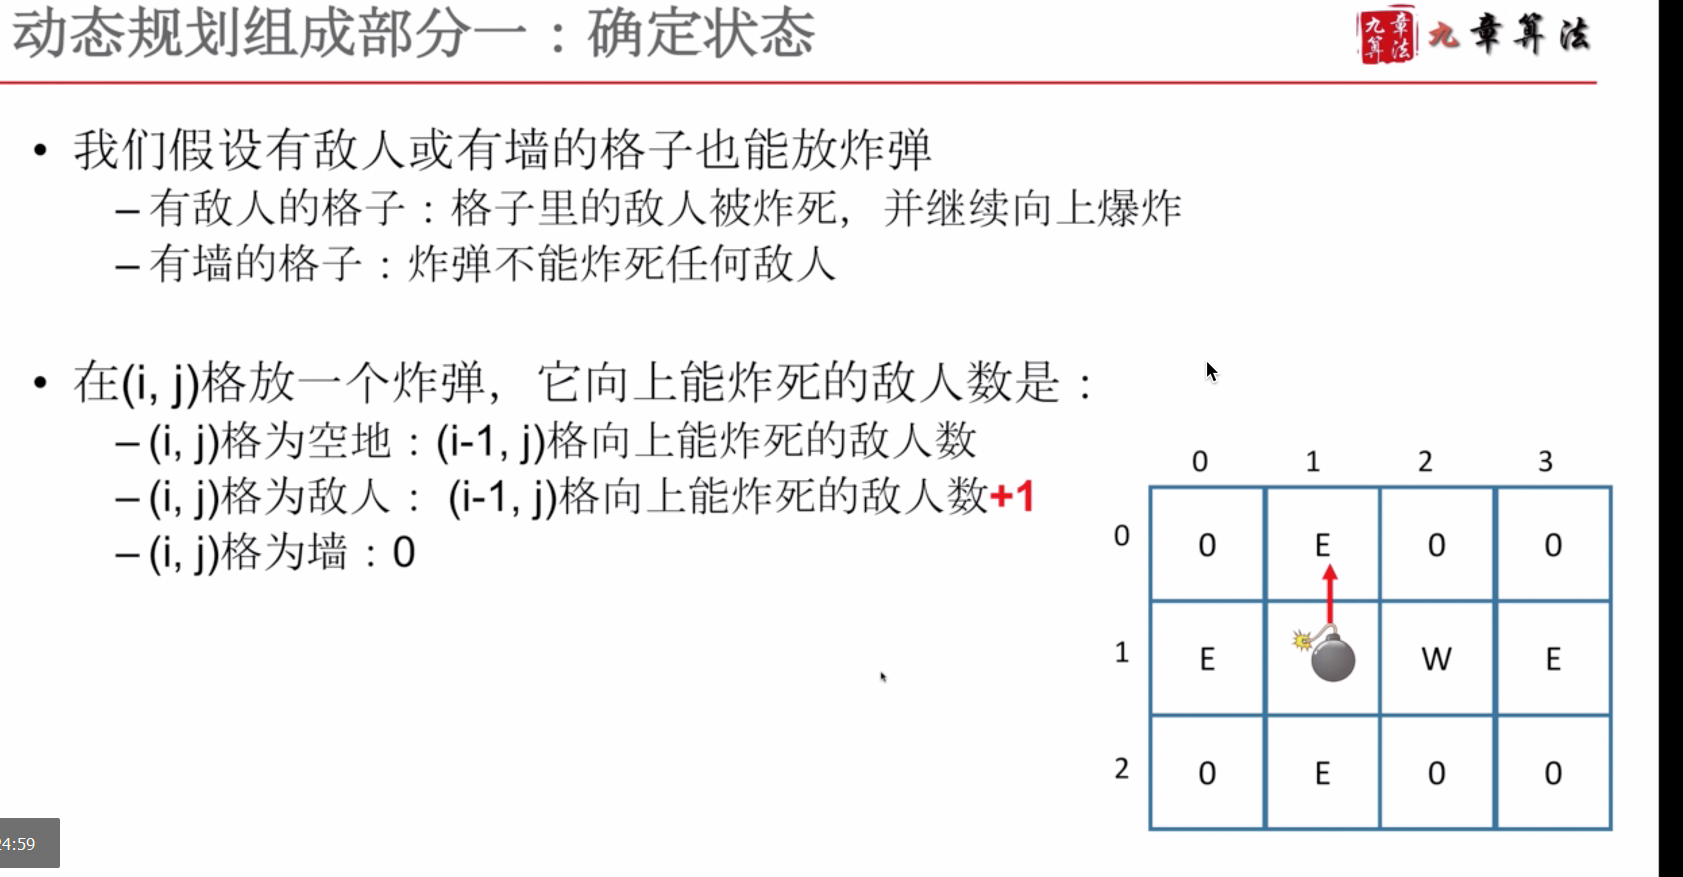 动态规划组成部分一：确定状态
九章算法
九章算法
• 我们假设有敌人或有墙的格子也能放炸弹
– 有敌人的格子：格子里的敌人被炸死，并继续向上爆炸
– 有墙的格子：炸弹不能炸死任何敌人
• 在(i, j)格放一个炸弹，它向上能炸死的敌人数是：
– (i, j)格为空地：(i-1, j)格向上能炸死的敌人数
– (i, j)格为敌人： (i-1, j)格向上能炸死的敌人数+1
– (i, j)格为墙：0
0 1 2 3
0 0 E 0 0
1 E W E
2 0 E 0 0
4:59